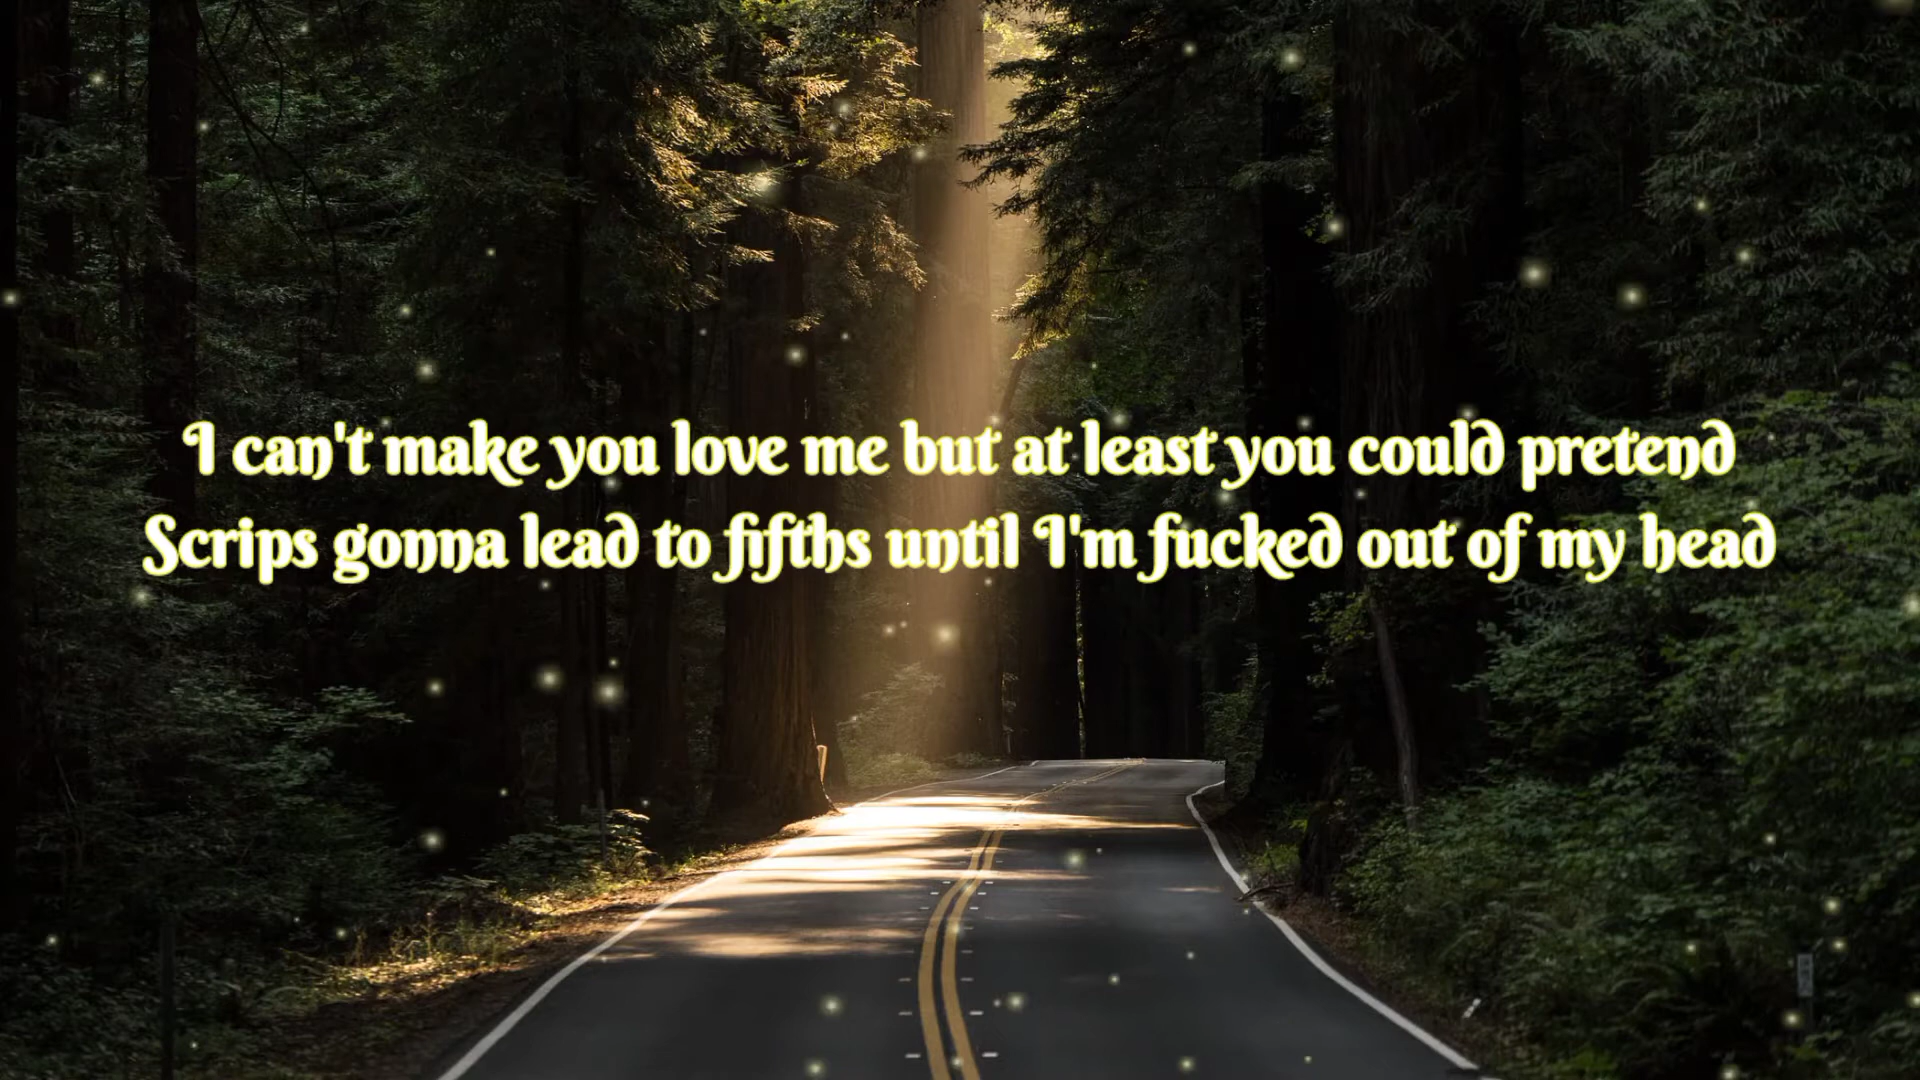 I can't make you love me but at least you could pretend
Scrips gonna lead to fifths until I'm fucked out of my head